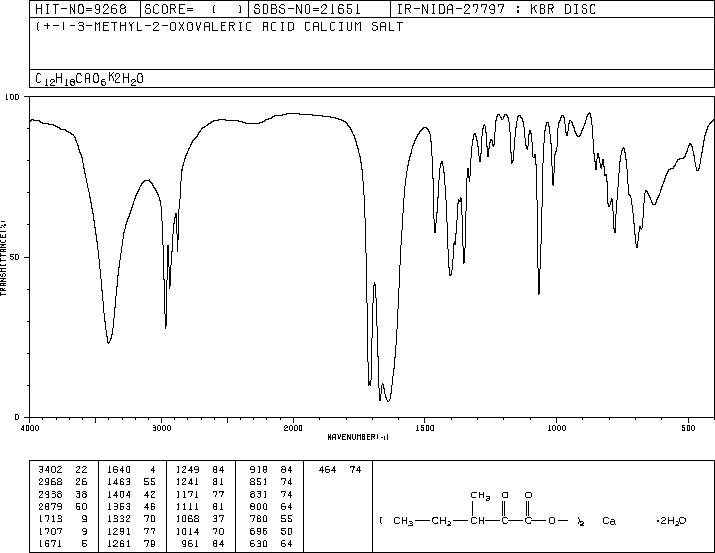 HIT-NO=9268 SCORE= ( ) SDBS-NO=21651 IR-NIDA-27797 : KBR DISC
(+-)-3-METHYL-2-OXOVALERIC ACID CALCIUM SALT
C12H18CAO6K2H2O
100
50
0
TRANSMITTANCE(%)
4000 3000 2000 1500 1000 500
WAVENUMBER(-1)
3402 22 1640 4 1249 84 918 84 464 74
2968 26 1463 55 1241 81 851 74
2938 38 1404 42 1171 77 831 74
2879 50 1353 46 1111 81 800 64
1713 9 1332 70 1068 37 780 55
1707 9 1291 77 1014 70 696 50
1671 5 1261 79 961 84 630 64
CH3 O O
( CH3—CH2—CH—C—C—O— )2 Ca ·2H2O